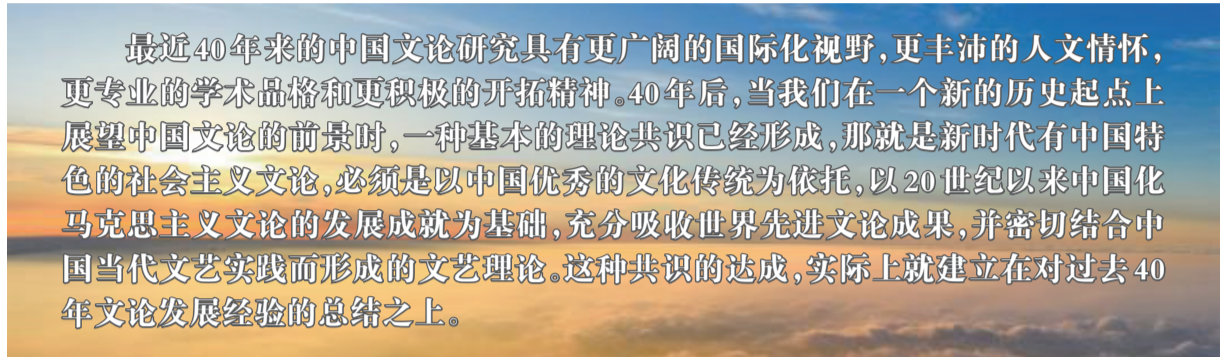 最近40年来的中国文论研究具有更广阔的国际化视野,更丰沛的人文情怀,
更专业的学术品格和更积极的开拓精神。40年后,当我们在一个新的历史起点上
展望中国文论的前景时,一种基本的理论共识已经形成,那就是新时代有中国特
色的社会主义文论,必须是以中国优秀的文化传统为依托,以20世纪以来中国化
马克思主义文论的发展成就为基础,充分吸收世界先进文论成果,并密切结合中
国当代文艺实践而形成的文艺理论。这种共识的达成,实际上就建立在对过去40
年文论发展经验的总结之上。